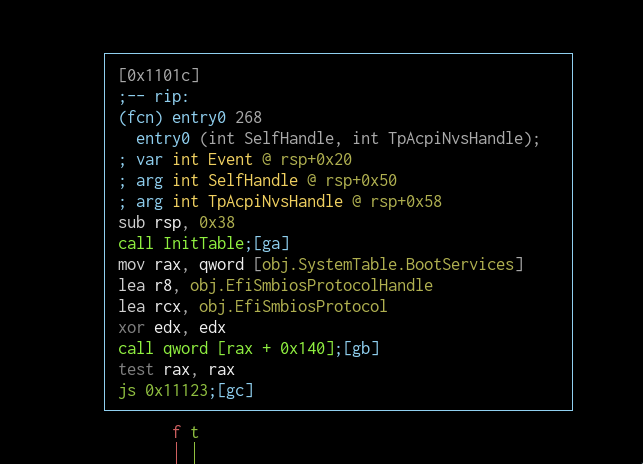 [0x1101c]
;-- rip:
(fcn) entry0 268
entry0 (int SelfHandle, int TpAcpiNvsHandle);
; var int Event @ rsp+0x20
; arg int SelfHandle @ rsp+0x50
; arg int TpAcpiNvsHandle @ rsp+0x58
sub rsp, 0x38
call InitTable;[ga]
mov rax, qword [obj.SystemTable.BootServices]
lea r8, obj.EfiSmbiosProtocolHandle
lea rcx, obj.EfiSmbiosProtocol
xor edx, edx
call qword [rax + 0x140];[gb]
test rax, rax
js 0x11123;[gc]
f t